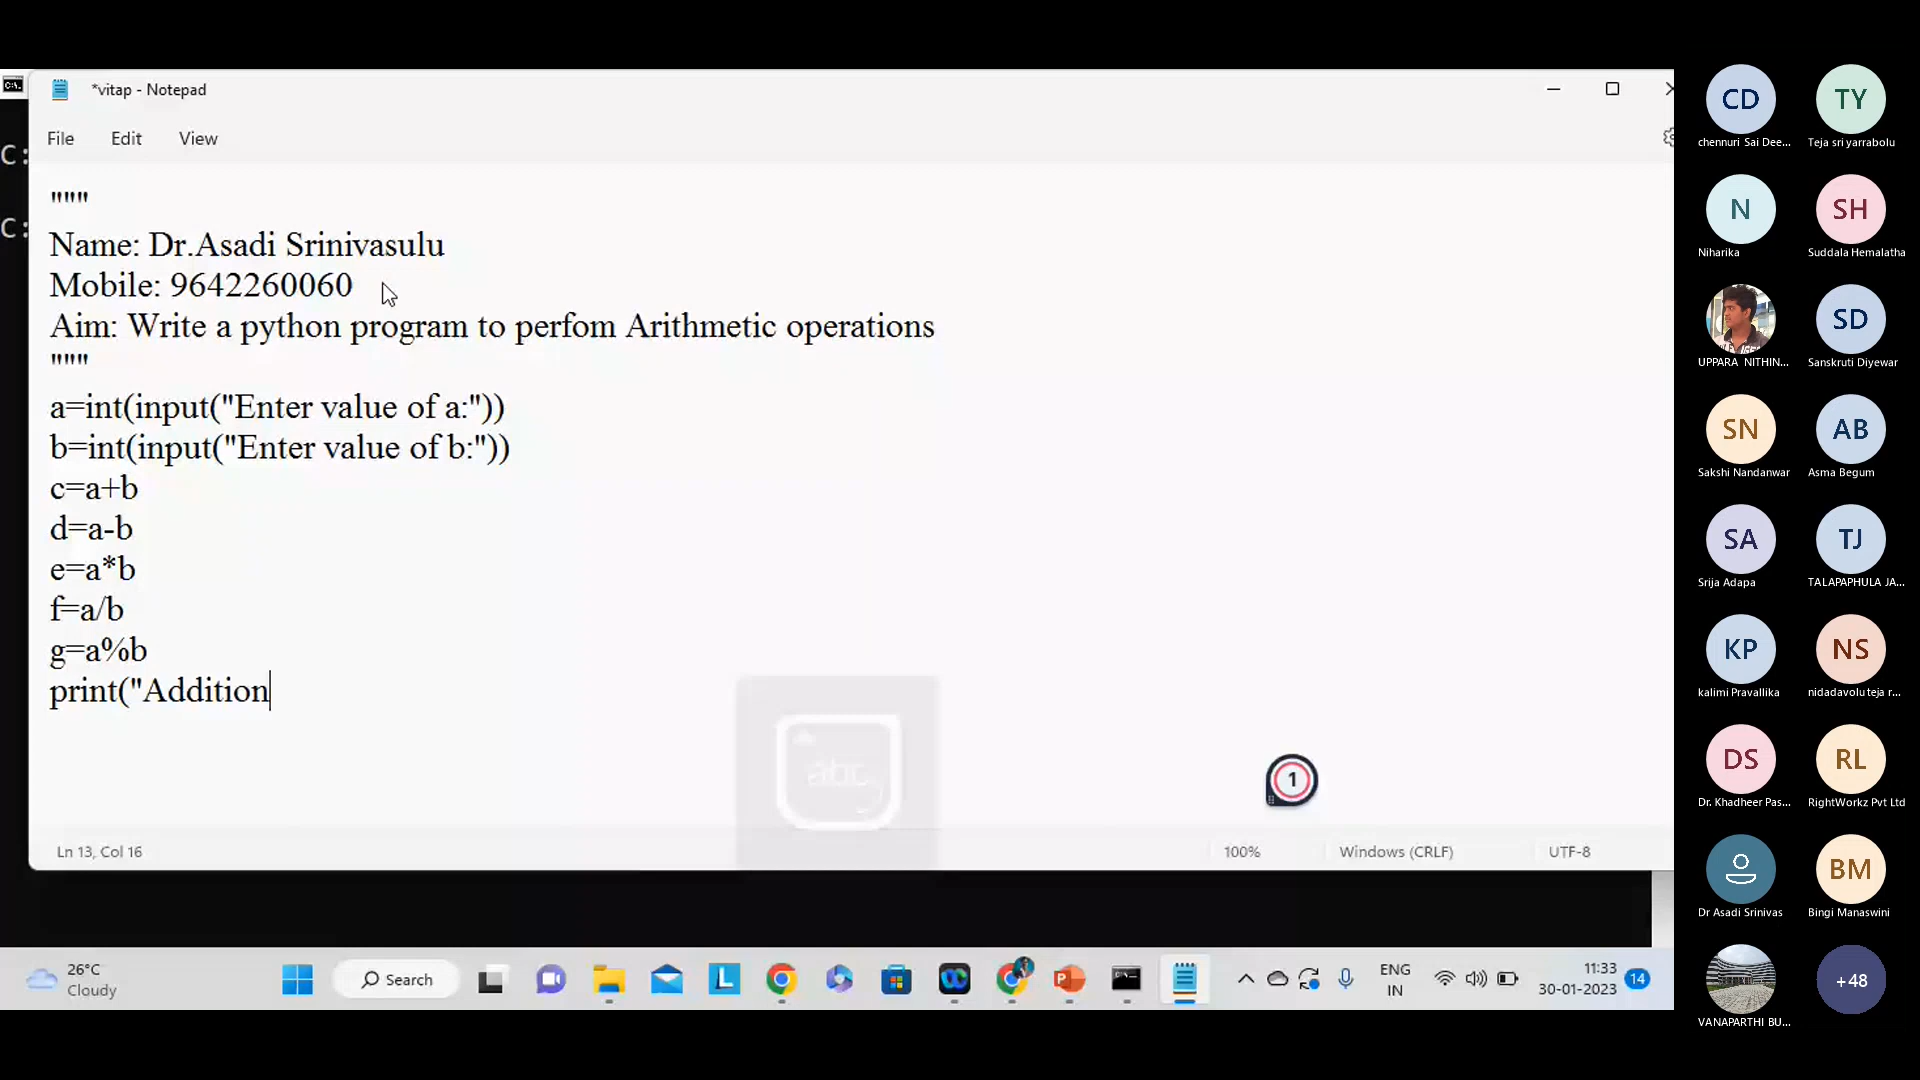 *vitap - Notepad
File Edit View
C:
C:
"""
Name: Dr.Asadi Srinivasulu
Mobile: 9642260060
Aim: Write a python program to perfom Arithmetic operations
"""
a=int(input("Enter value of a:"))
b=int(input("Enter value of b:"))
c=a+b
d=a-b
e=a*b
f=a/b
g=a%b
print("Addition
abc
1
Ln 13, Col 16
100%
Windows (CRLF)
UTF-8
26°C
Cloudy
Search
ENG
IN
11:33
30-01-2023
14
CD
chennuri Sai Dee...
TY
Teja sri yarrabolu
N
Niharika
SH
Suddala Hemalatha
UPPARA NITHIN...
SD
Sanskruti Diyewar
SN
Sakshi Nandanwar
AB
Asma Begum
SA
Srija Adapa
TJ
TALAPAPHULA JA...
KP
kalimi Pravallika
NS
nidadavolu teja r...
DS
Dr. Khadheer Pas...
RL
RightWorkz Pvt Ltd
Dr Asadi Srinivas
BM
Bingi Manaswini
VANAPARTHI BU...
+48